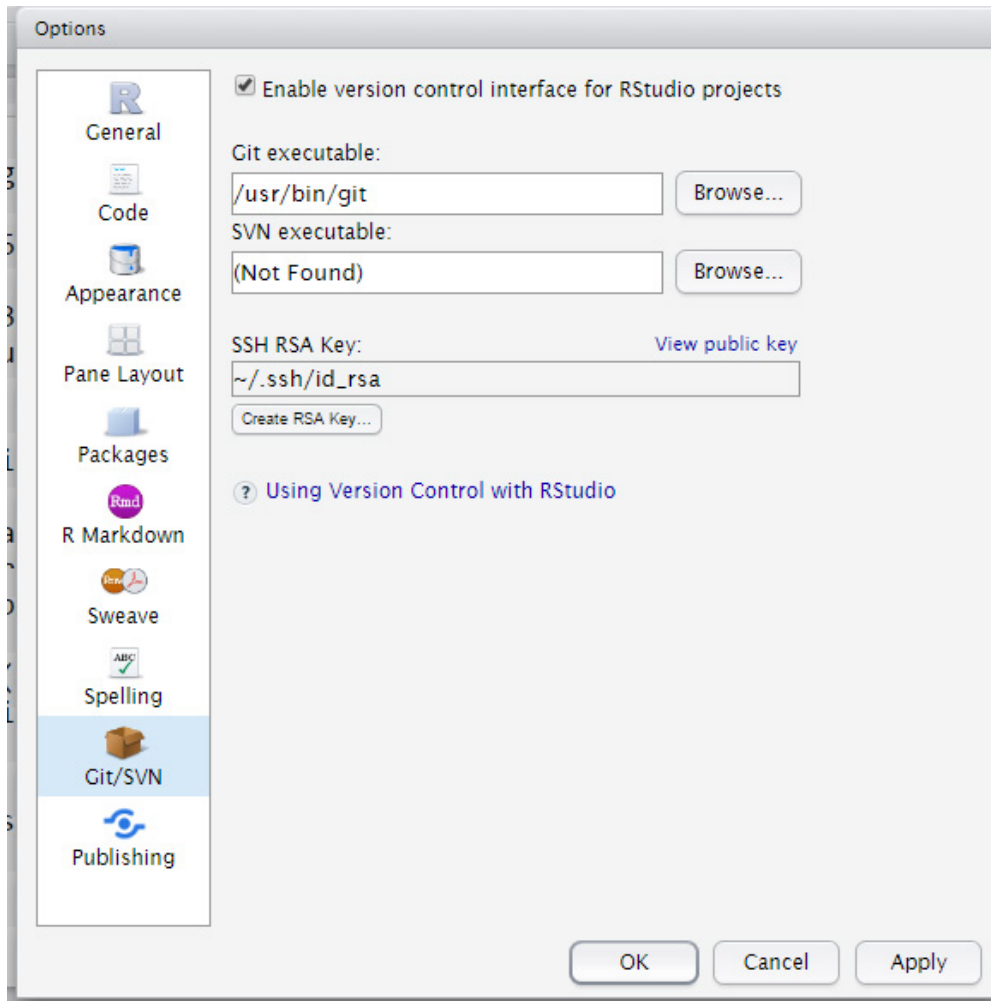 Options
Enable version control interface for RStudio projects
R
General
Code
Appearance
Pane Layout
Packages
Rmd
R Markdown
Rnw
Sweave
ABC
Spelling
Git/SVN
Publishing
Git executable:
/usr/bin/git
Browse...
SVN executable:
(Not Found)
Browse...
SSH RSA Key:
View public key
~/.ssh/id_rsa
Create RSA Key...
? Using Version Control with RStudio
OK
Cancel
Apply